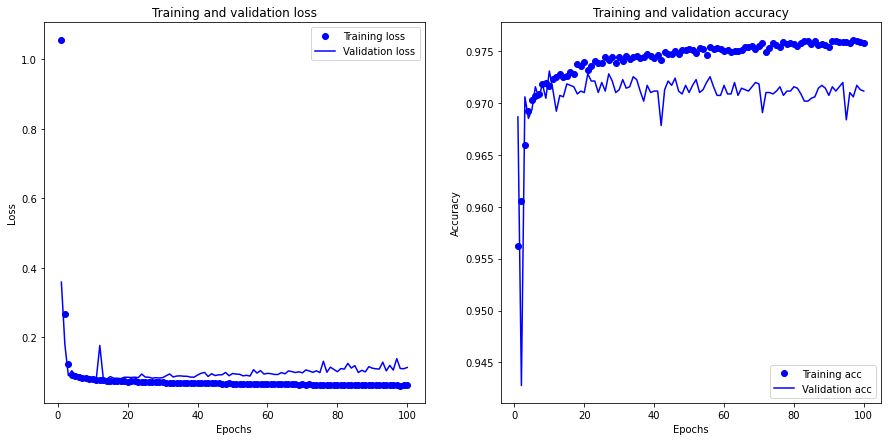 Training and validation loss
Training loss
Validation loss
1.0
0.8
0.6
0.4
0.2
Loss
0
20
40
60
80
100
Epochs
Training and validation accuracy
0.975
0.970
0.965
0.960
0.955
0.950
0.945
Accuracy
Training acc
Validation acc
0
20
40
60
80
100
Epochs